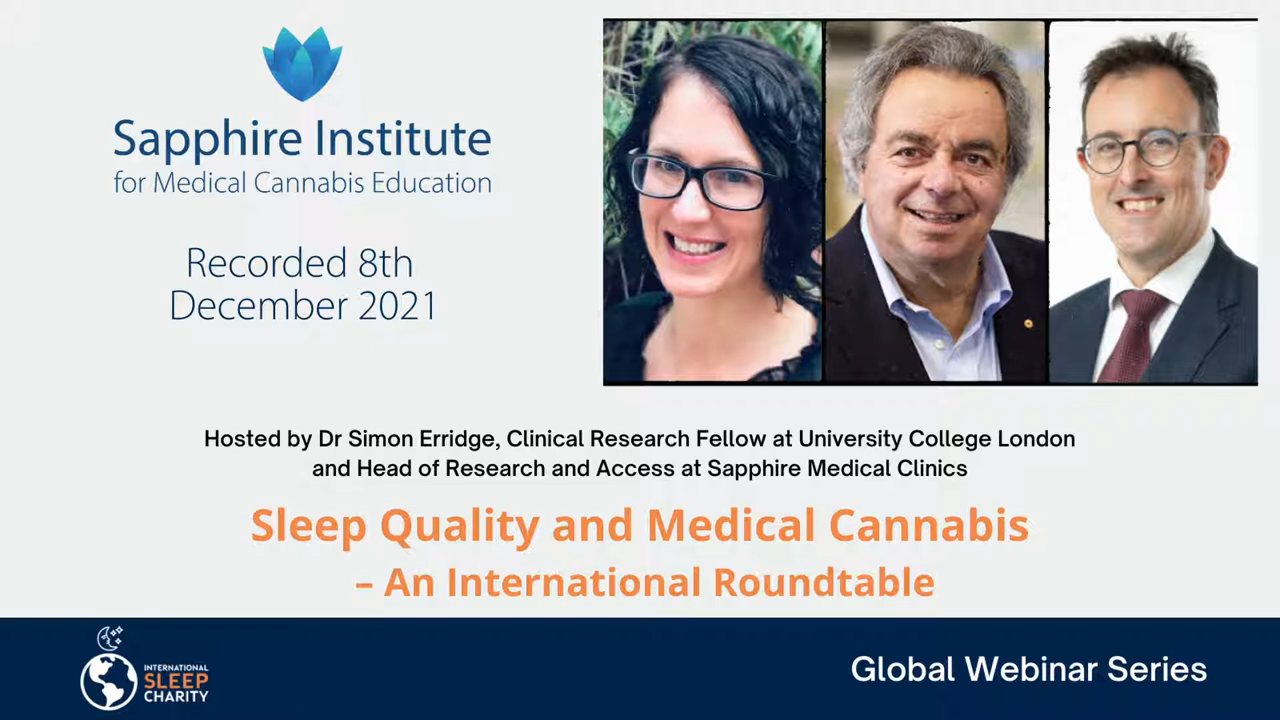 Sapphire Institute
for Medical Cannabis Education
Recorded 8th
December 2021
Hosted by Dr Simon Erridge, Clinical Research Fellow at University College London
and Head of Research and Access at Sapphire Medical Clinics
Sleep Quality and Medical Cannabis
– An International Roundtable
INTERNATIONAL
SLEEP
CHARITY
Global Webinar Series